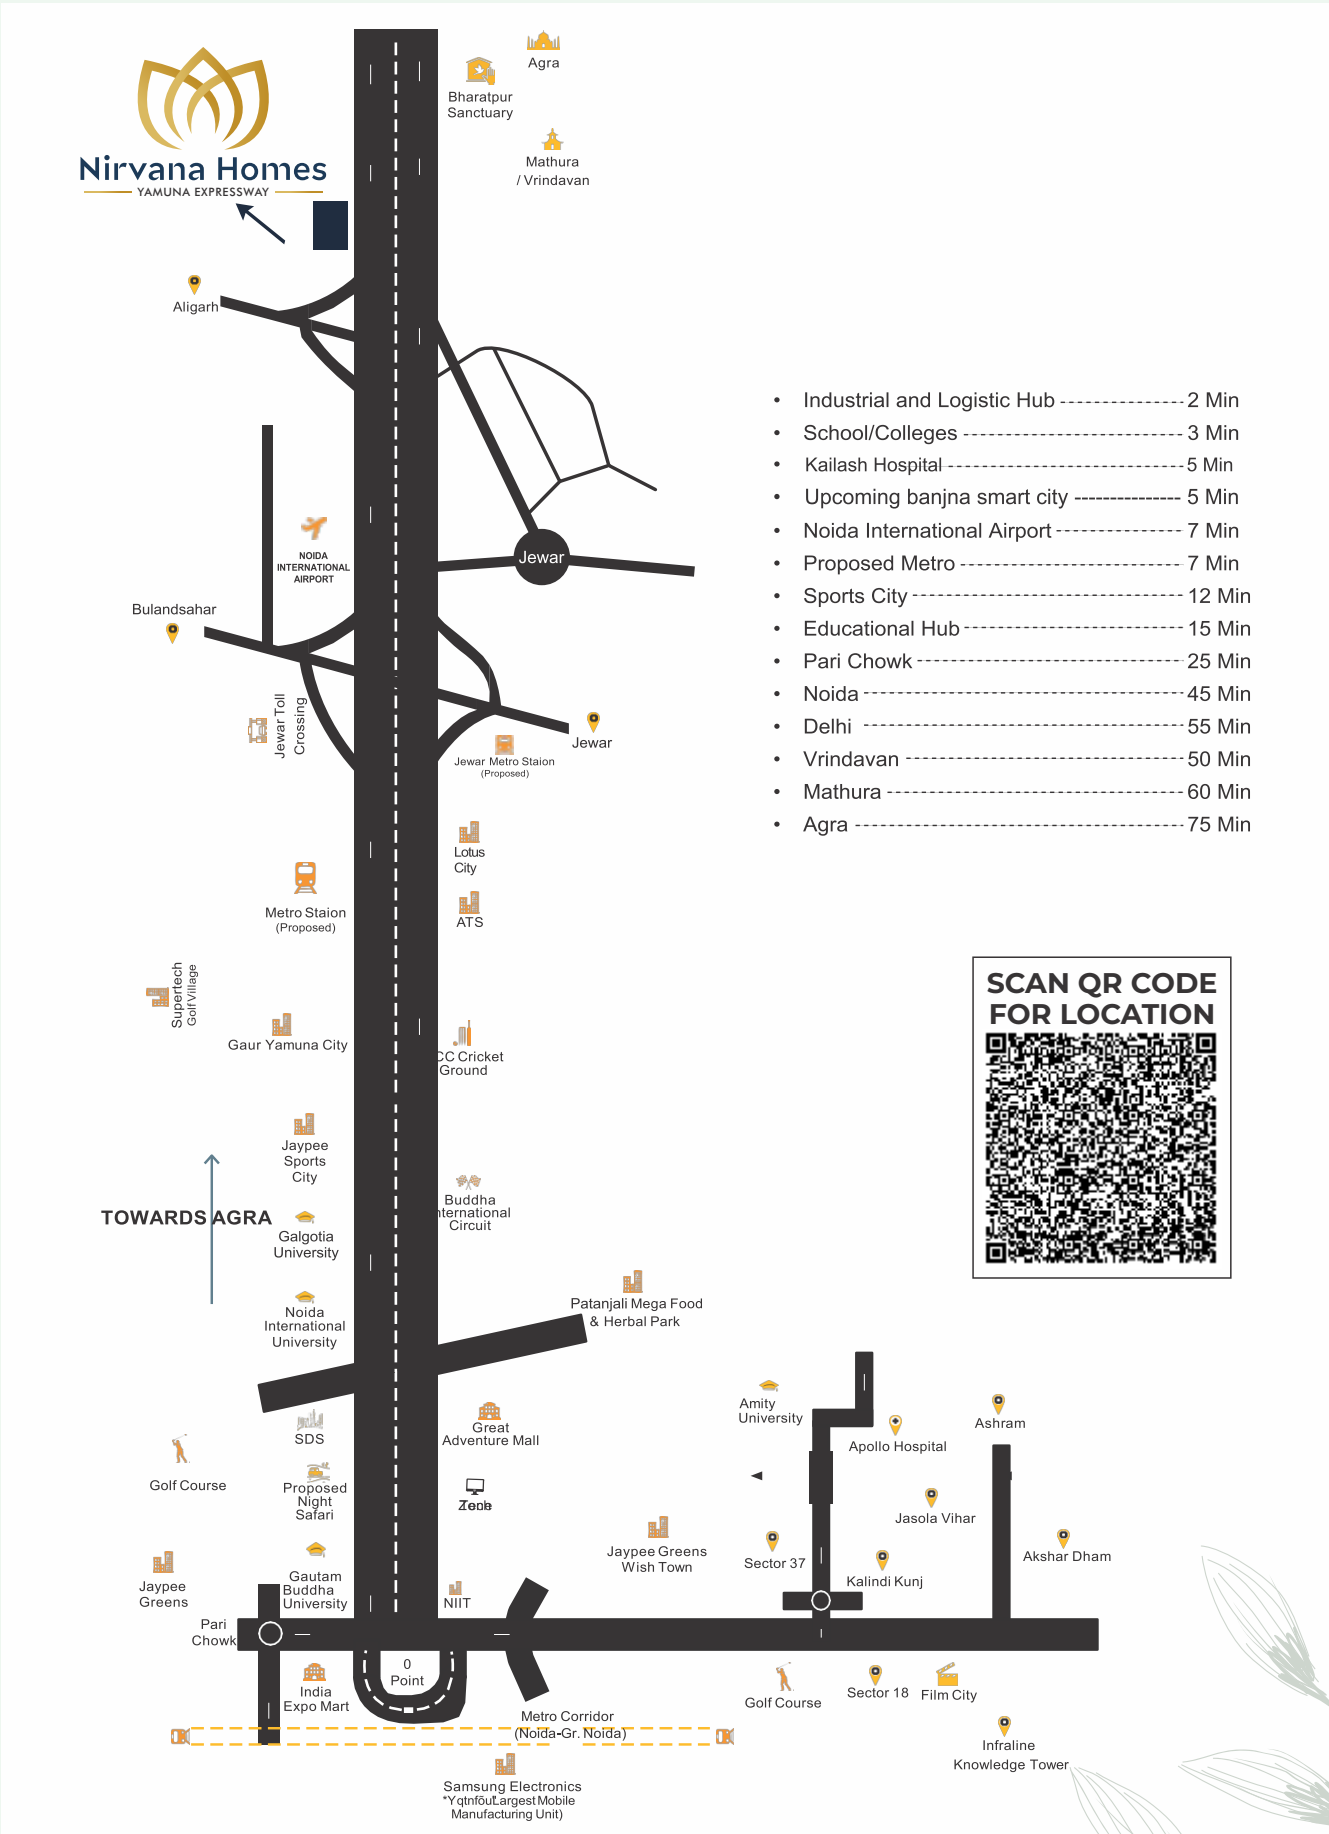 Agra
Bharatpur
Sanctuary
Mathura
/ Vrindavan
Nirvana Homes
YAMUNA EXPRESSWAY
Aligarh
• Industrial and Logistic Hub --------------- 2 Min
• School/Colleges --------------------------- 3 Min
• Kailash Hospital ----------------------------- 5 Min
• Upcoming banjna smart city --------------- 5 Min
• Noida International Airport ---------------- 7 Min
• Proposed Metro ---------------------------- 7 Min
• Sports City ---------------------------------- 12 Min
• Educational Hub --------------------------- 15 Min
• Pari Chowk --------------------------------- 25 Min
• Noida ---------------------------------------- 45 Min
• Delhi ---------------------------------------- 55 Min
• Vrindavan ----------------------------------- 50 Min
• Mathura ------------------------------------- 60 Min
• Agra ----------------------------------------- 75 Min
NOIDA
INTERNATIONAL
AIRPORT
Jewar
Bulandsahar
Jewar Toll
Crossing
Jewar
Jewar Metro Staion
(Proposed)
Lotus
City
Metro Staion
(Proposed)
ATS
Supertech
Golf Village
Gaur Yamuna City
CC Cricket
Ground
SCAN QR CODE
FOR LOCATION
Jaypee
Sports
City
TOWARDS AGRA
Buddha
nternational
Circuit
Galgotia
University
Noida
International
University
Patanjali Mega Food
& Herbal Park
SDS
Great
Adventure Mall
Amity
University
Apollo Hospital
Ashram
Golf Course
Proposed
Night
Safari
Jasola Vihar
Jaypee Greens
Wish Town
Sector 37
Kalindi Kunj
Akshar Dham
Jaypee
Greens
Gautam
Buddha
University
NIIT
Pari
Chowk
0
Point
India
Expo Mart
Golf Course
Sector 18
Film City
Metro Corridor
(Noida-Gr. Noida)
Infraline
Knowledge Tower
Samsung Electronics
Largest Mobile
Manufacturing Unit)